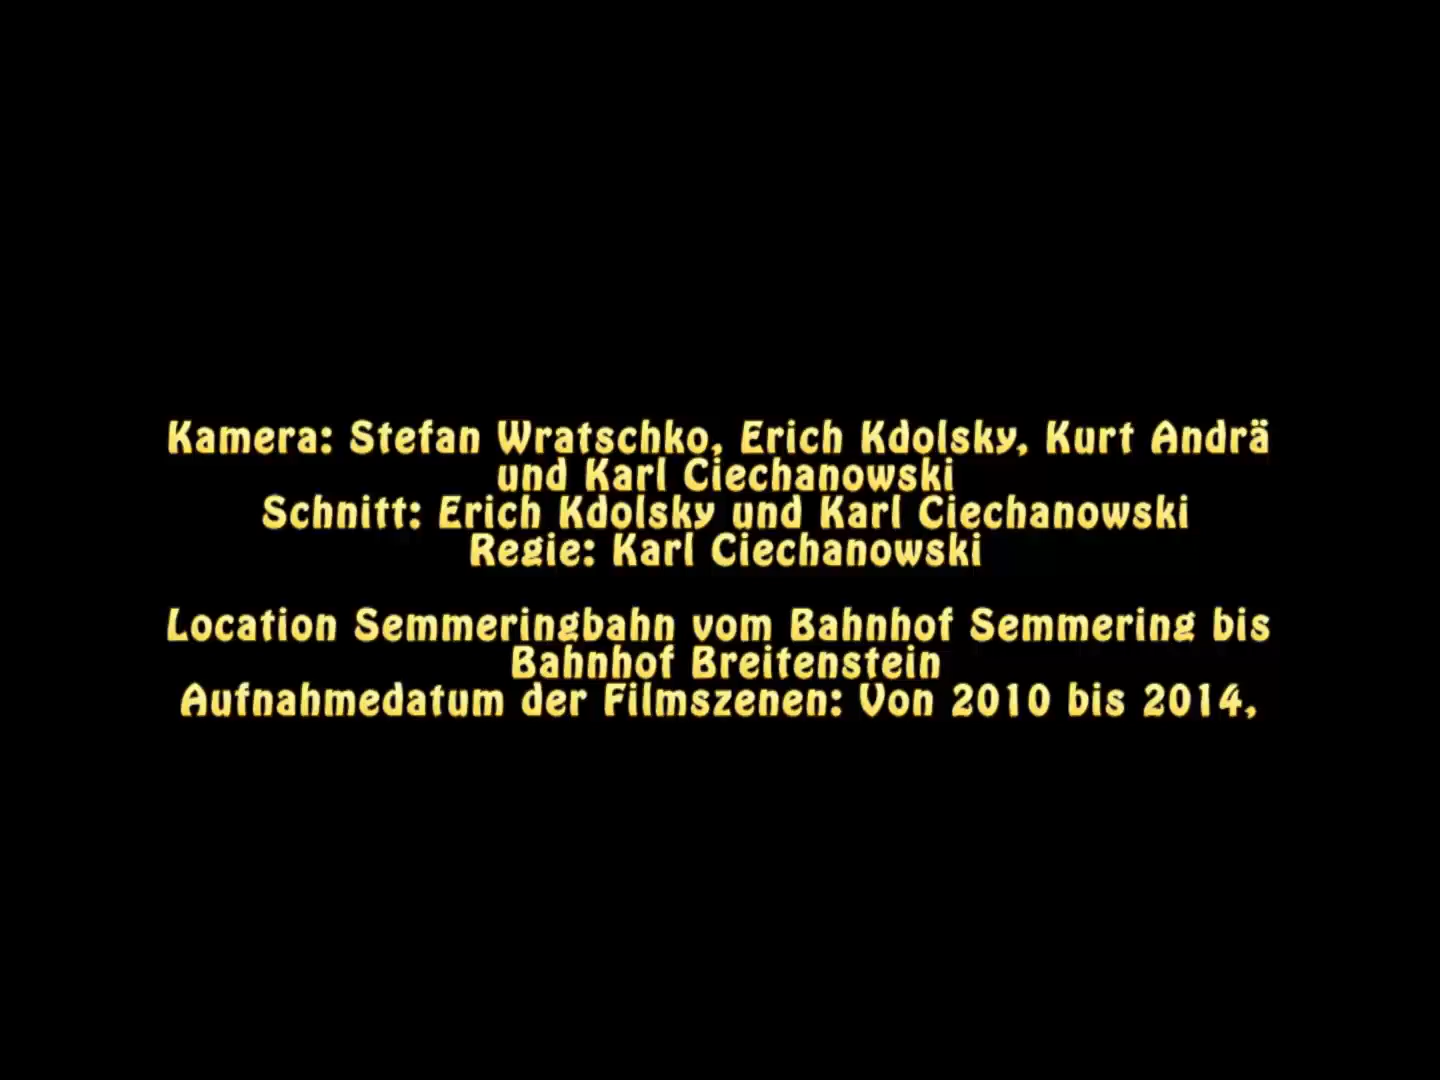 Kamera: Stefan Wratschko, Erich Kdolsky, Kurt Andrä
und Karl Ciechanowski
Schnitt: Erich Kdolsky und Karl Ciechanowski
Regie: Karl Ciechanowski
Location Semmeringbahn vom Bahnhof Semmering bis
Bahnhof Breitenstein
Aufnahmedatum der Filmszenen: Von 2010 bis 2014,